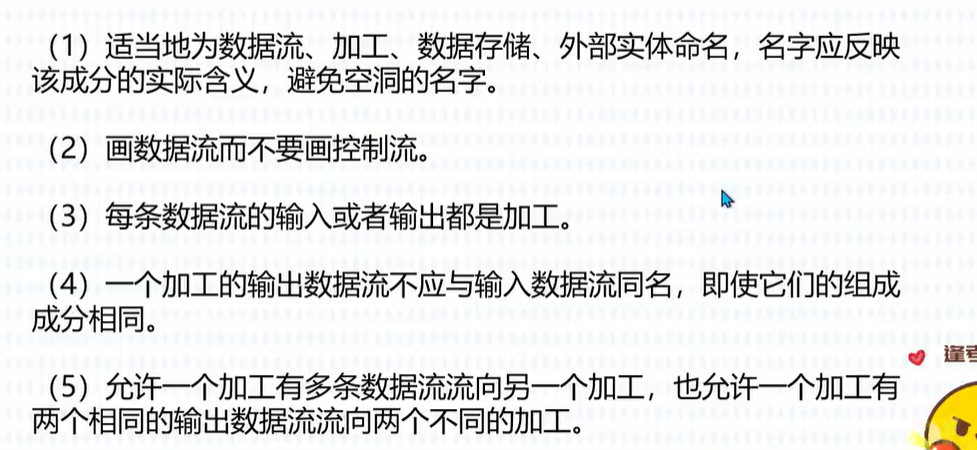 （1）适当地为数据流、加工、数据存储、外部实体命名，名字应反映
该成分的实际含义，避免空洞的名字。
（2）画数据流而不要画控制流。
（3）每条数据流的输入或者输出都是加工。
（4）一个加工的输出数据流不应与输入数据流同名，即使它们的组成
成分相同。
（5）允许一个加工有多条数据流流向另一个加工，也允许一个加工有
两个相同的输出数据流流向两个不同的加工。